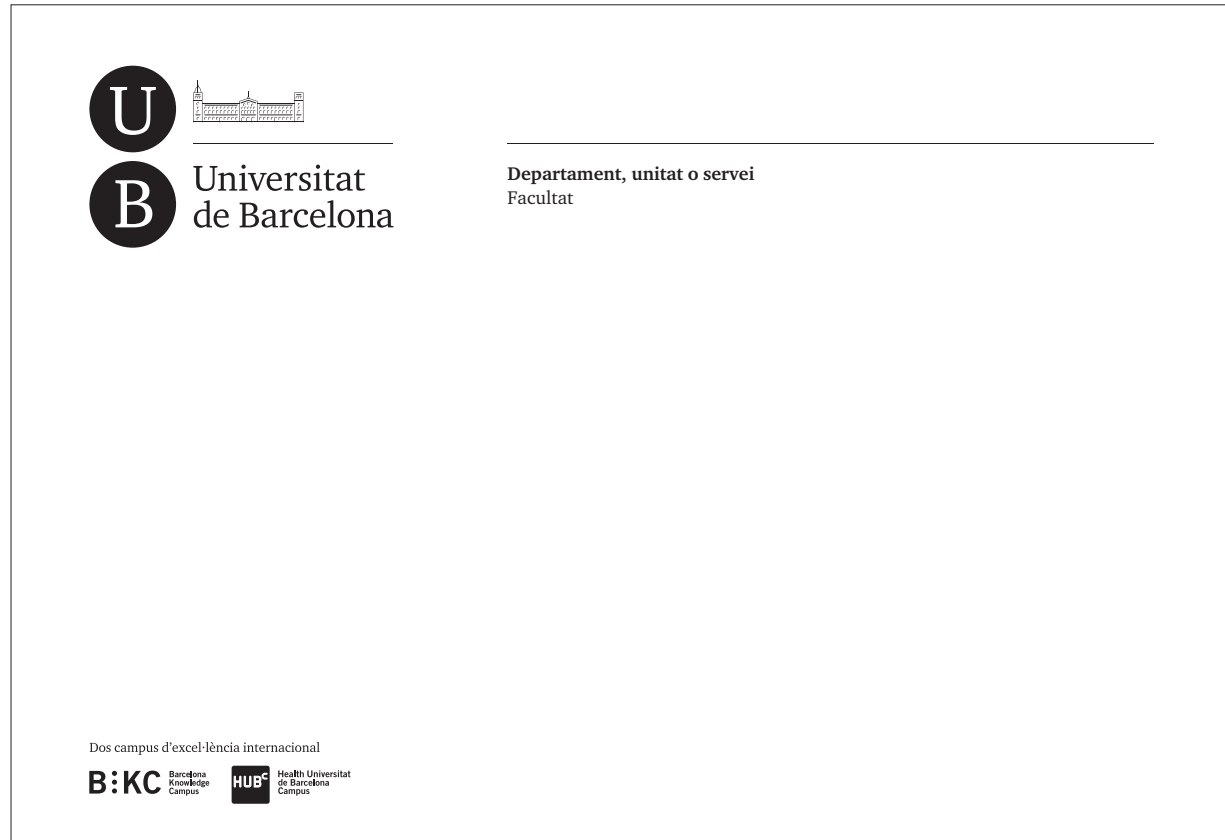 U
B
Universitat
de Barcelona
Departament, unitat o servei
Facultat
Dos campus d'excel·lència internacional
B:KC
Barcelona
Knowledge
Campus
HUBc
Health Universitat
de Barcelona
Campus